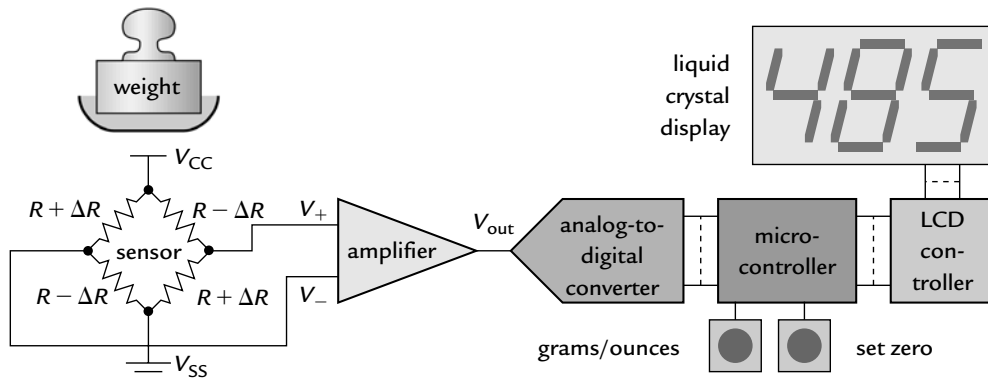 weight
liquid
crystal
display
485
V_CC
R + ΔR
R − ΔR
sensor
R − ΔR
R + ΔR
V_SS
V_+
V_−
amplifier
V_out
analog-to-
digital
converter
micro-
controller
LCD
con-
troller
grams/ounces
set zero